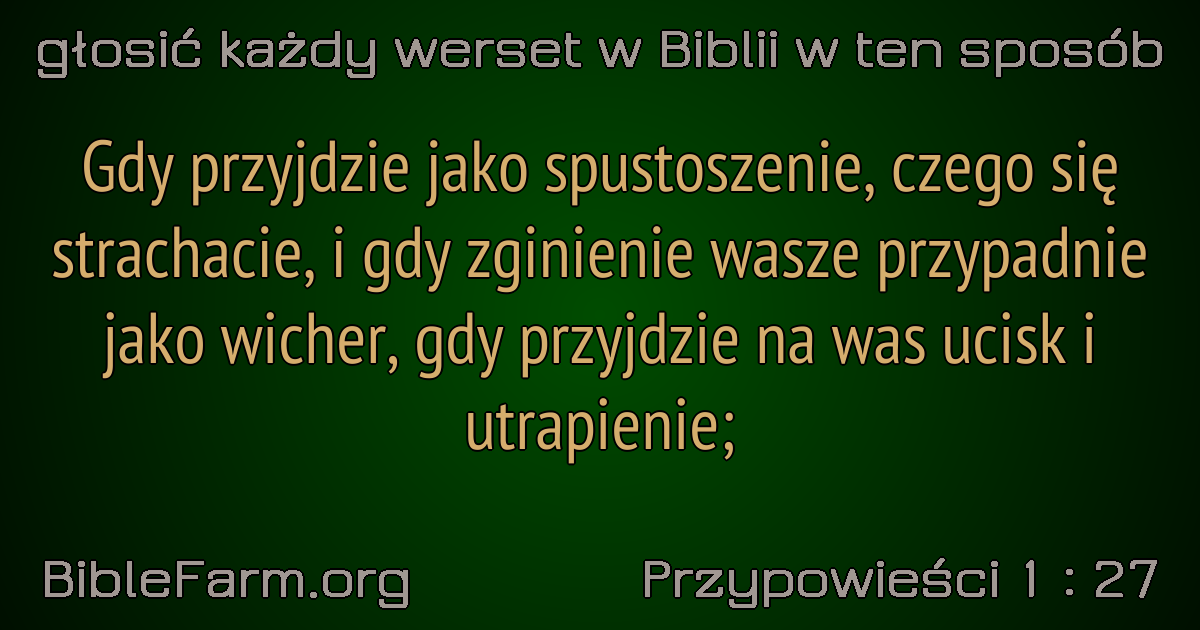 głosić każdy werset w Biblii w ten sposób
Gdy przyjdzie jako spustoszenie, czego się
strachacie, i gdy zginienie wasze przypadnie
jako wicher, gdy przyjdzie na was ucisk i
utrapienie;
BibleFarm.org
Przypowieści 1 : 27